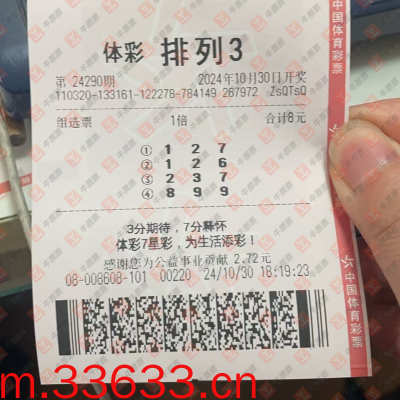 体彩 排列3
第 24290期 2024年10月30日开奖
110320-133161-122278-784149 267972 ZsQTsQ
组选票 1倍 合计8元
① 1 2 7
② 1 2 6
③ 2 3 7
④ 8 9 9
3分期待，7分释怀
体彩7星彩，为生活添彩！
感谢您为公益事业贡献 2.72元
08-008608-101 00220 24/10/30 18:19:23
中国体育彩票
中国体育彩票
m.33633.com.cn